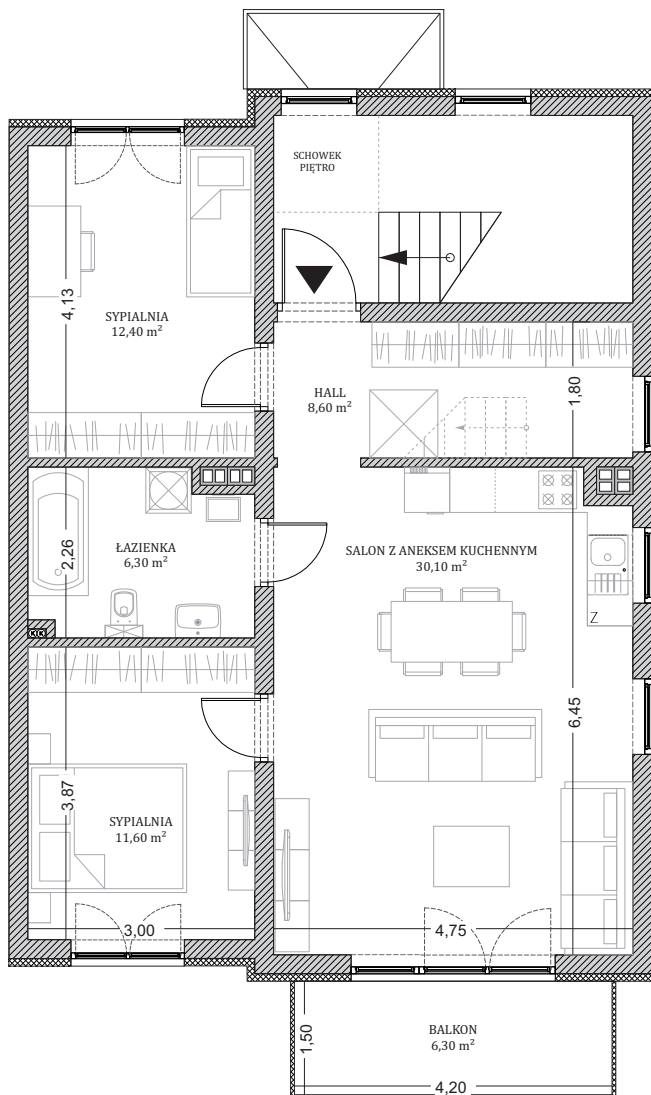 SCHOWEK
PIĘTRO
4,13
SYPIALNIA
12,40 m²
HALL
8,60 m²
1,80
2,26
ŁAZIENKA
6,30 m²
SALON Z ANEKSEM KUCHENNYM
30,10 m²
Z
6,45
3,87
SYPIALNIA
11,60 m²
3,00
4,75
1,50
BALKON
6,30 m²
4,20